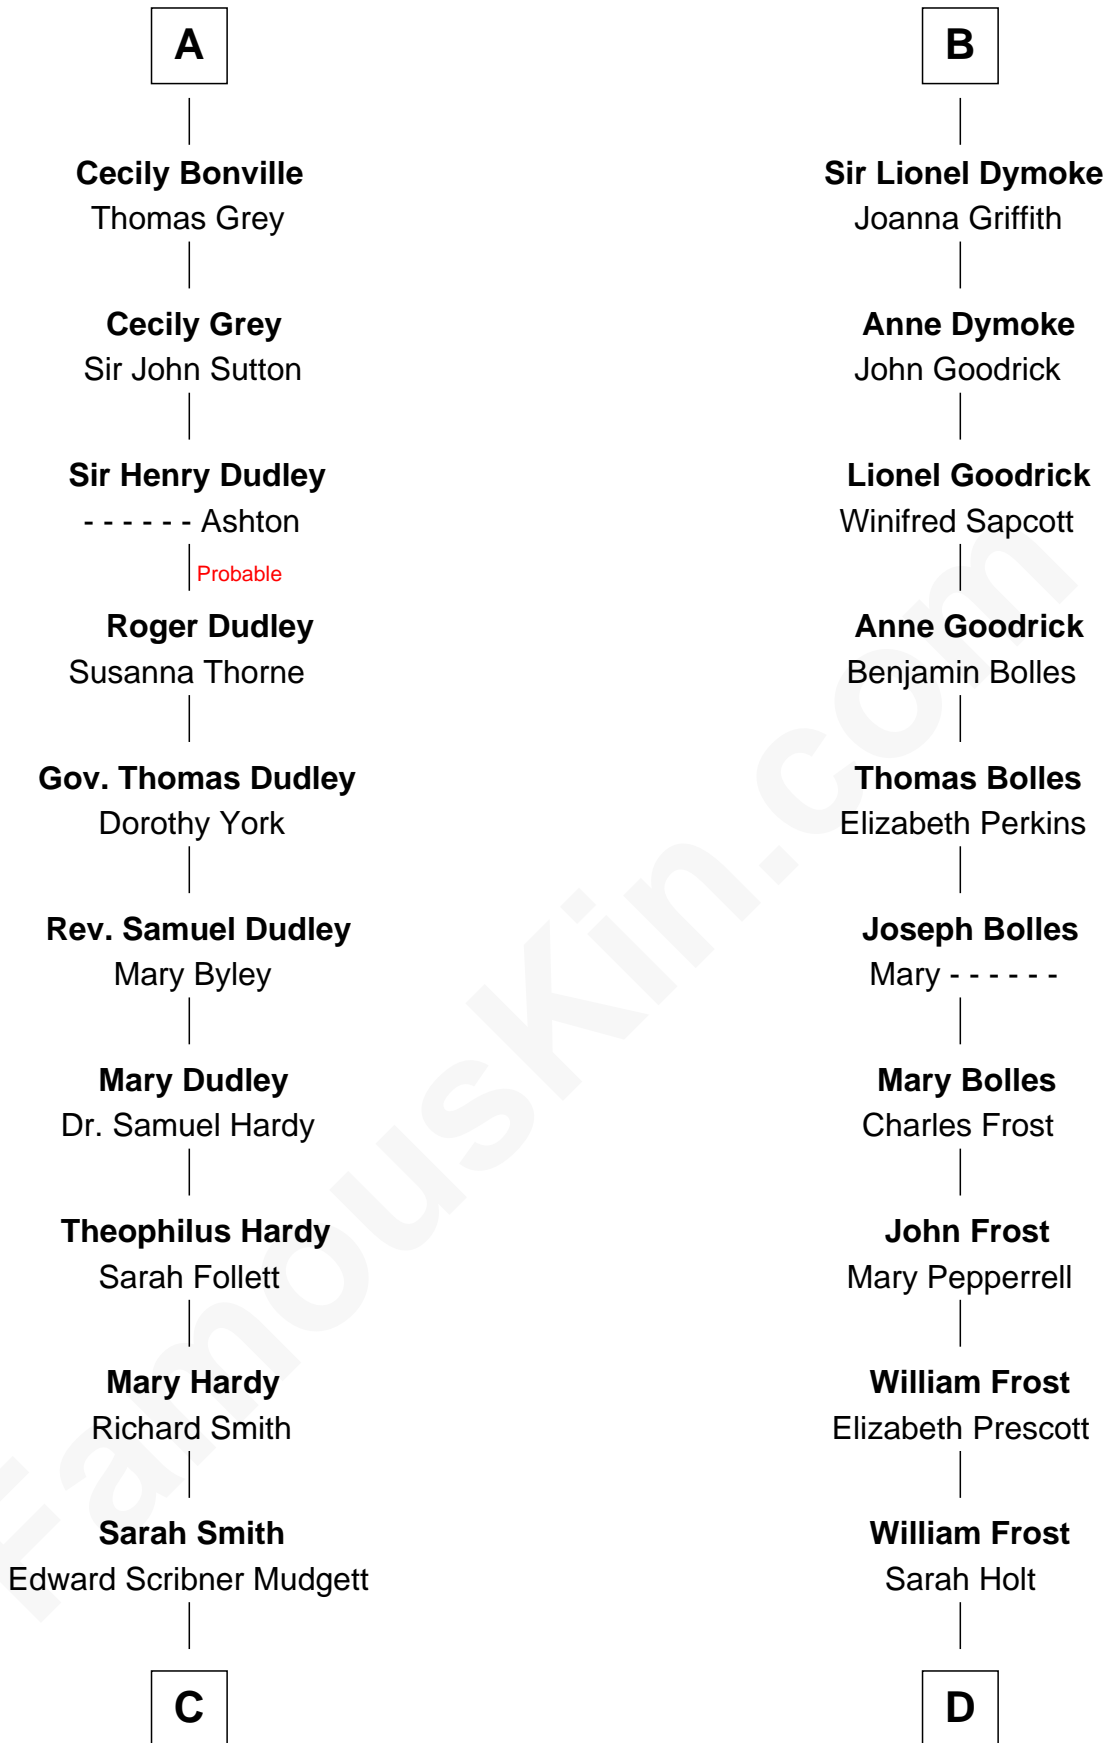 A
Cecily Bonville
Thomas Grey
Cecily Grey
Sir John Sutton
Sir Henry Dudley
- - - - - - Ashton
Probable
Roger Dudley
Susanna Thorne
Gov. Thomas Dudley
Dorothy York
Rev. Samuel Dudley
Mary Byley
Mary Dudley
Dr. Samuel Hardy
Theophilus Hardy
Sarah Follett
Mary Hardy
Richard Smith
Sarah Smith
Edward Scribner Mudgett
C
B
Sir Lionel Dymoke
Joanna Griffith
Anne Dymoke
John Goodrick
Lionel Goodrick
Winifred Sapcott
Anne Goodrick
Benjamin Bolles
Thomas Bolles
Elizabeth Perkins
Joseph Bolles
Mary - - - - - -
Mary Bolles
Charles Frost
John Frost
Mary Pepperrell
William Frost
Elizabeth Prescott
William Frost
Sarah Holt
D
FamousKin.com